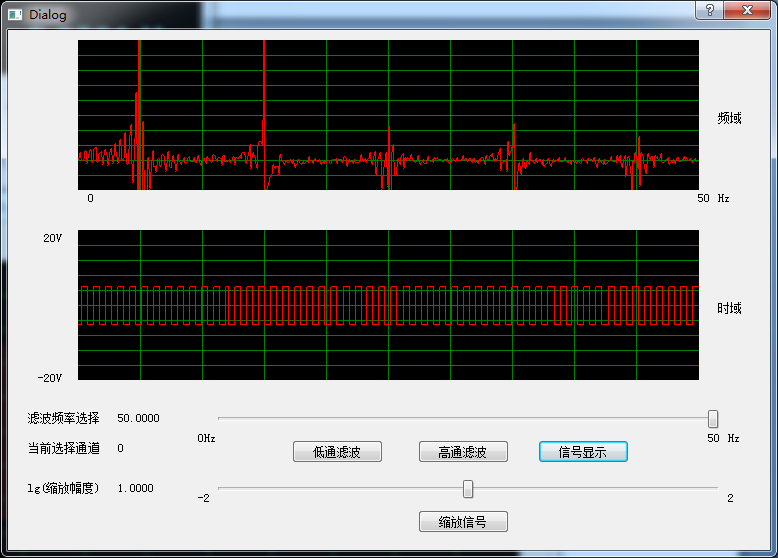 Dialog
频域
0
50 Hz
20V
时域
-20V
滤波频率选择 50.0000
0Hz
50 Hz
当前选择通道 0
低通滤波 高通滤波 信号显示
lg(缩放幅度) 1.0000
-2
2
缩放信号